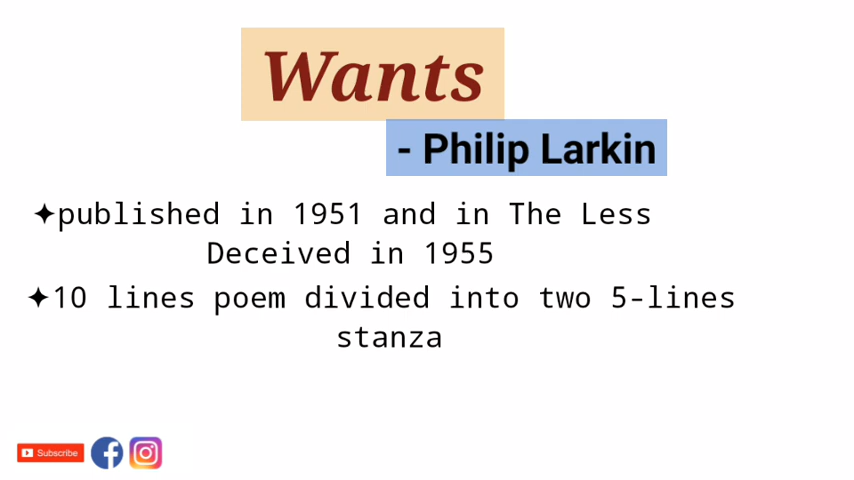 Wants
- Philip Larkin
✦published in 1951 and in The Less
Deceived in 1955
✦10 lines poem divided into two 5-lines
stanza
Subscribe